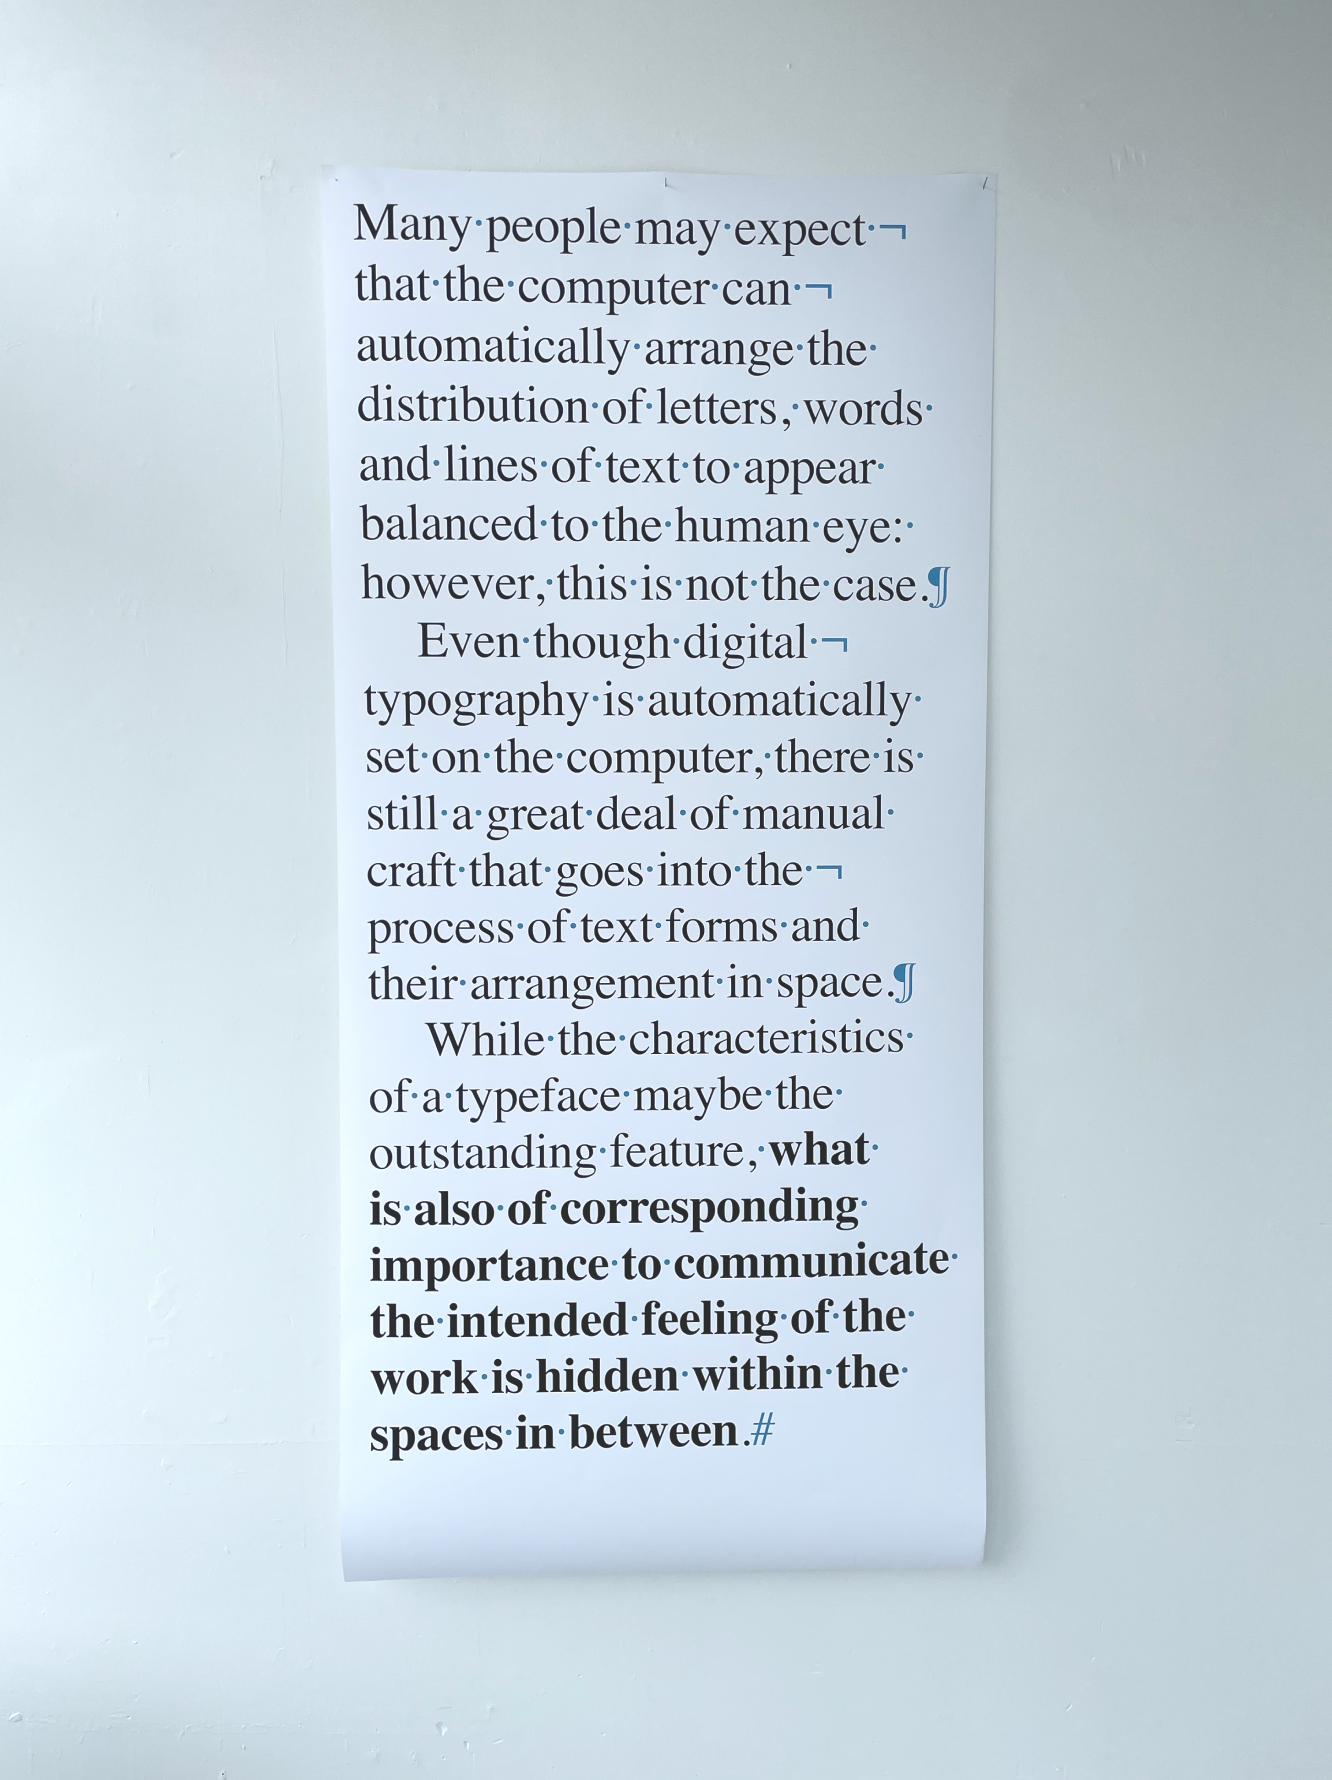 Many·people·may·expect·¬
that·the·computer·can·¬
automatically·arrange·the·
distribution·of·letters,·words·
and·lines·of·text·to·appear·
balanced·to·the·human·eye:·
however,·this·is·not·the·case.¶
Even·though·digital·¬
typography·is·automatically·
set·on·the·computer,·there·is·
still·a·great·deal·of·manual·
craft·that·goes·into·the·¬
process·of·text·forms·and·
their·arrangement·in·space.¶
While·the·characteristics·
of·a·typeface·maybe·the·
outstanding·feature,·what·
is·also·of·corresponding·
importance·to·communicate·
the·intended·feeling·of·the·
work·is·hidden·within·the·
spaces·in·between.#